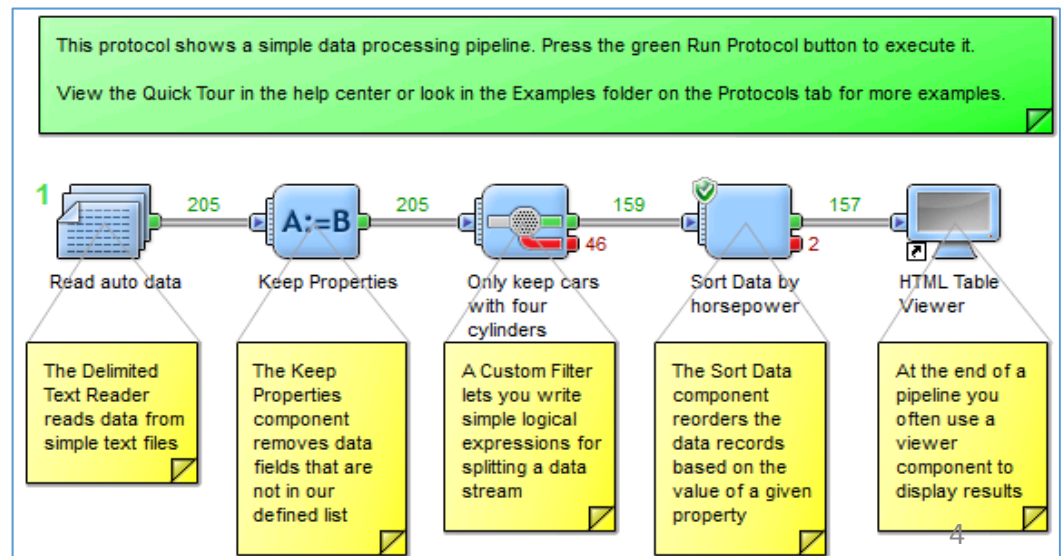 This protocol shows a simple data processing pipeline. Press the green Run Protocol button to execute it.
View the Quick Tour in the help center or look in the Examples folder on the Protocols tab for more examples.
1
205
205
159
157
A:=B
46
2
Read auto data
Keep Properties
Only keep cars
with four
cylinders
Sort Data by
horsepower
HTML Table
Viewer
The Delimited
Text Reader
reads data from
simple text files
The Keep
Properties
component
removes data
fields that are
not in our
defined list
A Custom Filter
lets you write
simple logical
expressions for
splitting a data
stream
The Sort Data
component
reorders the
data records
based on the
value of a given
property
At the end of a
pipeline you
often use a
viewer
component to
display results
4